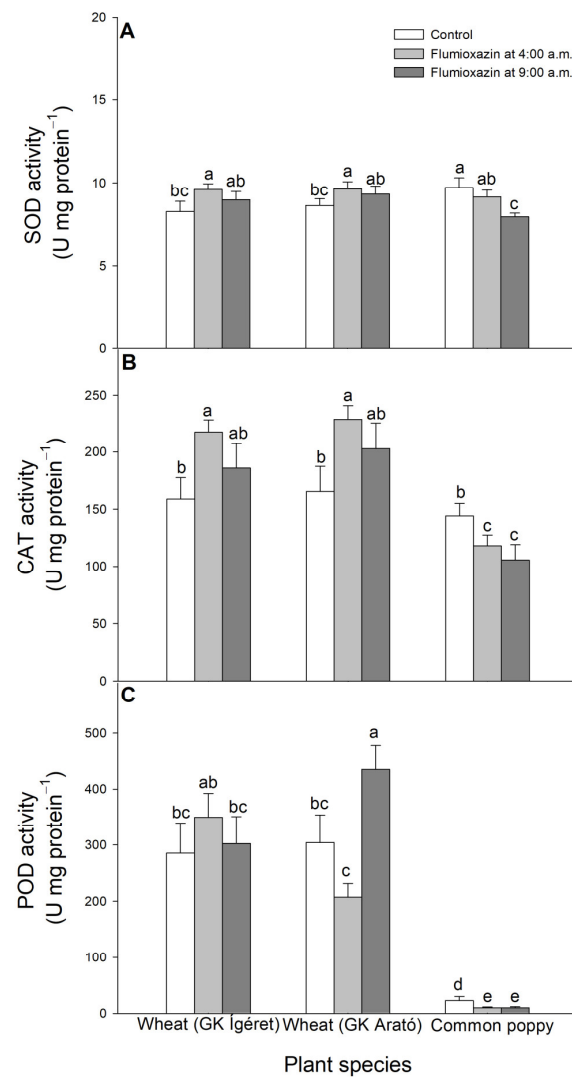 A
Control
Flumioxazin at 4:00 a.m.
Flumioxazin at 9:00 a.m.
SOD activity
(U mg protein⁻¹)
20
15
10
5
0
bc a ab bc a ab a ab c
B
CAT activity
(U mg protein⁻¹)
250
200
150
100
50
0
b a ab b a ab b c c
C
POD activity
(U mg protein⁻¹)
500
400
300
200
100
0
bc ab bc bc c a d e e
Wheat (GK Ígéret) Wheat (GK Arató) Common poppy
Plant species